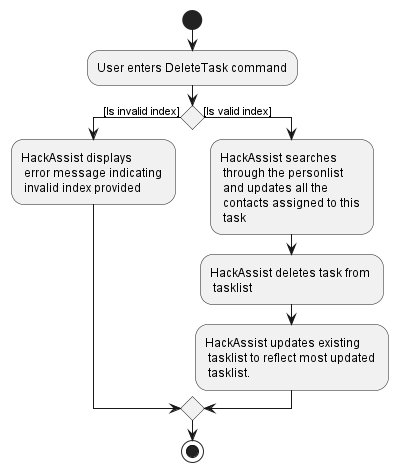 User enters DeleteTask command
[Is invalid index]
[Is valid index]
HackAssist displays
error message indicating
invalid index provided
HackAssist searches
through the personlist
and updates all the
contacts assigned to this
task
HackAssist deletes task from
tasklist
HackAssist updates existing
tasklist to reflect most updated
tasklist.